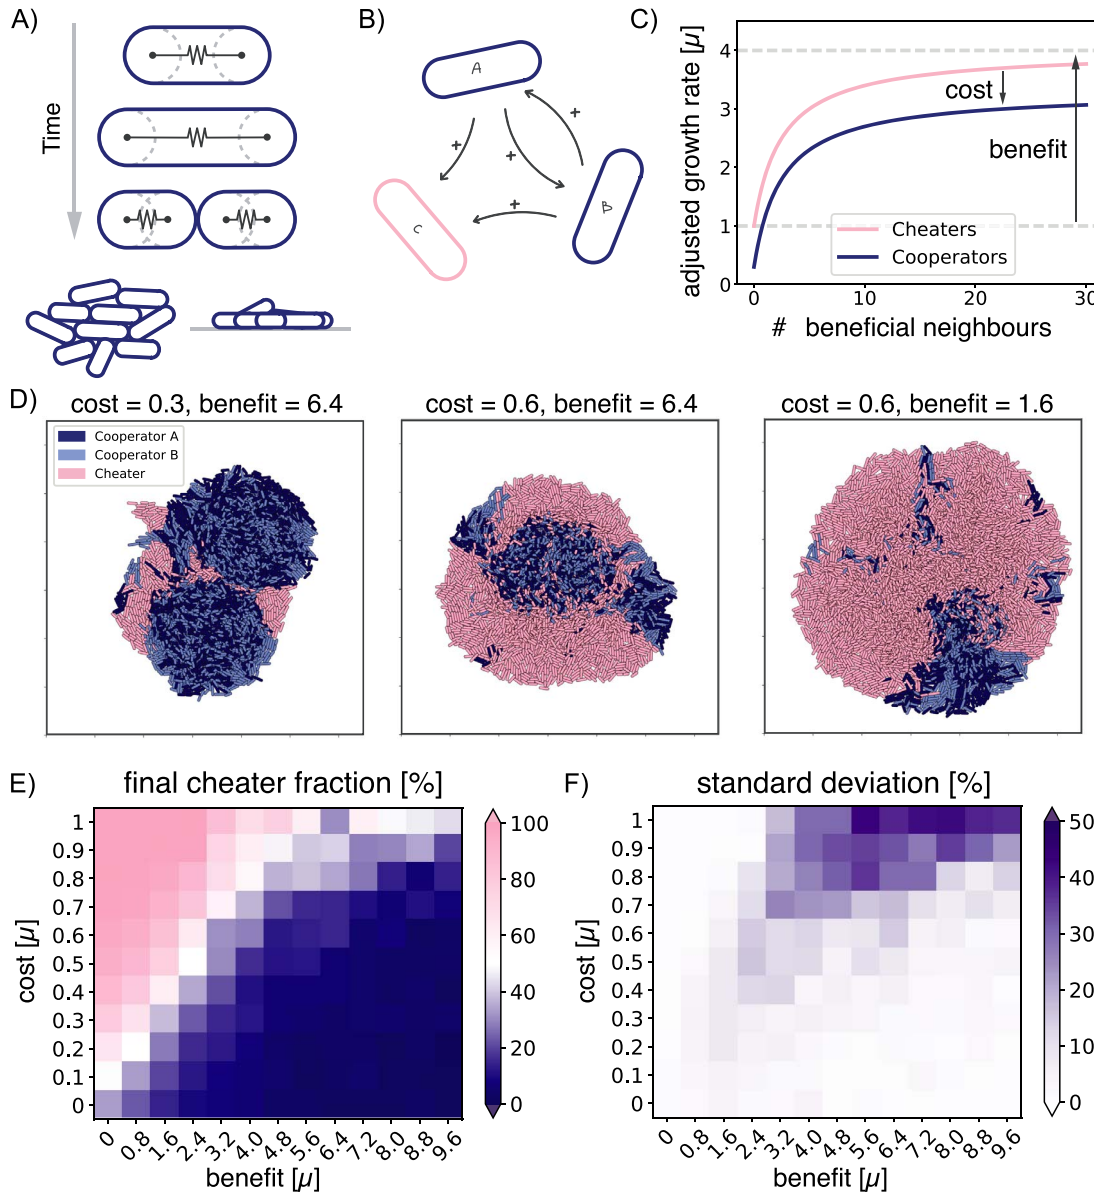 A)
Time
B)
A
B
C
+
+
+
+
C)
adjusted growth rate [μ]
4
3
2
1
0
cost
benefit
Cheaters
Cooperators
0
10
20
30
# beneficial neighbours
D)
cost = 0.3, benefit = 6.4
Cooperator A
Cooperator B
Cheater
cost = 0.6, benefit = 6.4
cost = 0.6, benefit = 1.6
E)
final cheater fraction [%]
cost [μ]
1
0.9
0.8
0.7
0.6
0.5
0.4
0.3
0.2
0.1
0
0
0.8
1.6
2.4
3.2
4.0
4.8
5.6
6.4
7.2
8.0
8.8
9.6
benefit [μ]
100
80
60
40
20
0
F)
standard deviation [%]
cost [μ]
1
0.9
0.8
0.7
0.6
0.5
0.4
0.3
0.2
0.1
0
0
0.8
1.6
2.4
3.2
4.0
4.8
5.6
6.4
7.2
8.0
8.8
9.6
benefit [μ]
50
40
30
20
10
0